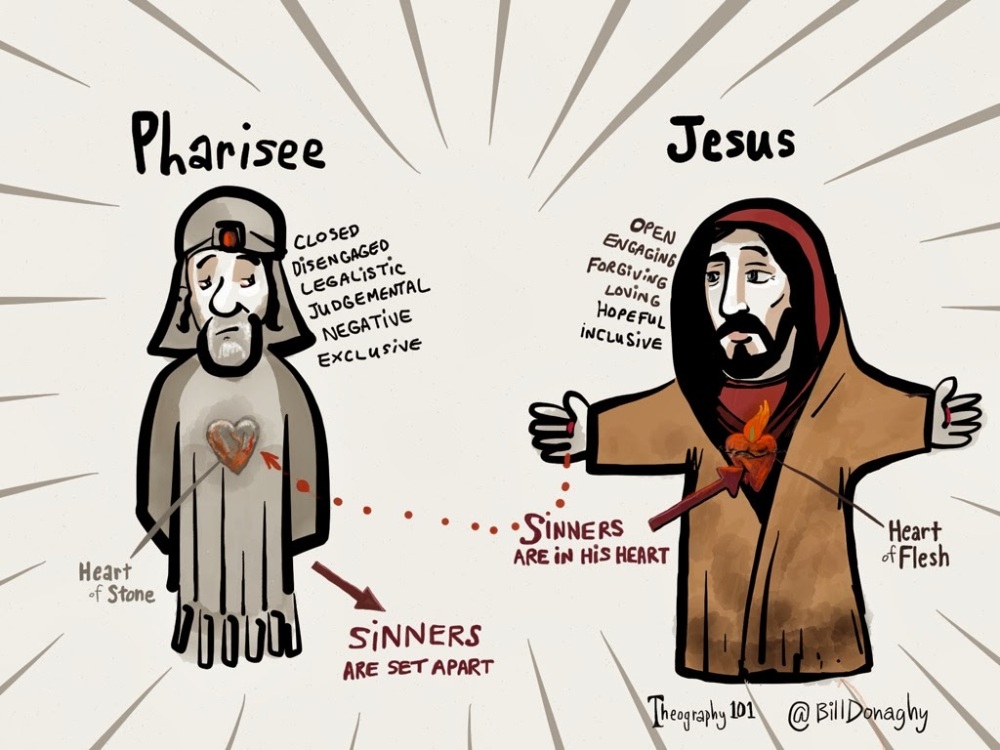 Pharisee
CLOSED
DISENGAGED
LEGALISTIC
JUDGEMENTAL
NEGATIVE
EXCLUSIVE
Heart
of Stone
SiNNERS
ARE SET APART
Jesus
OPEN
ENGAGING
FORGIVING
LOVING
HOPEFUL
iNCLUSIVE
SiNNERS
ARE iN HiS HEART
Heart
of Flesh
Theography 101
@BillDonaghy